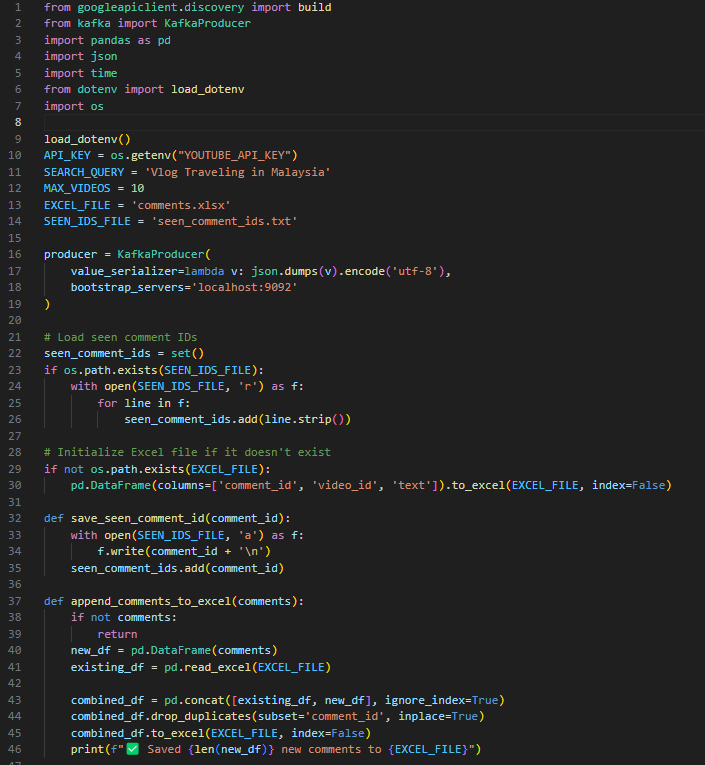 1 from googleapiclient.discovery import build
2 from kafka import KafkaProducer
3 import pandas as pd
4 import json
5 import time
6 from dotenv import load_dotenv
7 import os
8
9 load_dotenv()
10 API_KEY = os.getenv("YOUTUBE_API_KEY")
11 SEARCH_QUERY = 'Vlog Traveling in Malaysia'
12 MAX_VIDEOS = 10
13 EXCEL_FILE = 'comments.xlsx'
14 SEEN_IDS_FILE = 'seen_comment_ids.txt'
15
16 producer = KafkaProducer(
17     value_serializer=lambda v: json.dumps(v).encode('utf-8'),
18     bootstrap_servers='localhost:9092'
19 )
20
21 # Load seen comment IDs
22 seen_comment_ids = set()
23 if os.path.exists(SEEN_IDS_FILE):
24     with open(SEEN_IDS_FILE, 'r') as f:
25         for line in f:
26             seen_comment_ids.add(line.strip())
27
28 # Initialize Excel file if it doesn't exist
29 if not os.path.exists(EXCEL_FILE):
30     pd.DataFrame(columns=['comment_id', 'video_id', 'text']).to_excel(EXCEL_FILE, index=False)
31
32 def save_seen_comment_id(comment_id):
33     with open(SEEN_IDS_FILE, 'a') as f:
34         f.write(comment_id + '\n')
35     seen_comment_ids.add(comment_id)
36
37 def append_comments_to_excel(comments):
38     if not comments:
39         return
40     new_df = pd.DataFrame(comments)
41     existing_df = pd.read_excel(EXCEL_FILE)
42
43     combined_df = pd.concat([existing_df, new_df], ignore_index=True)
44     combined_df.drop_duplicates(subset='comment_id', inplace=True)
45     combined_df.to_excel(EXCEL_FILE, index=False)
46     print(f"✅ Saved {len(new_df)} new comments to {EXCEL_FILE}")